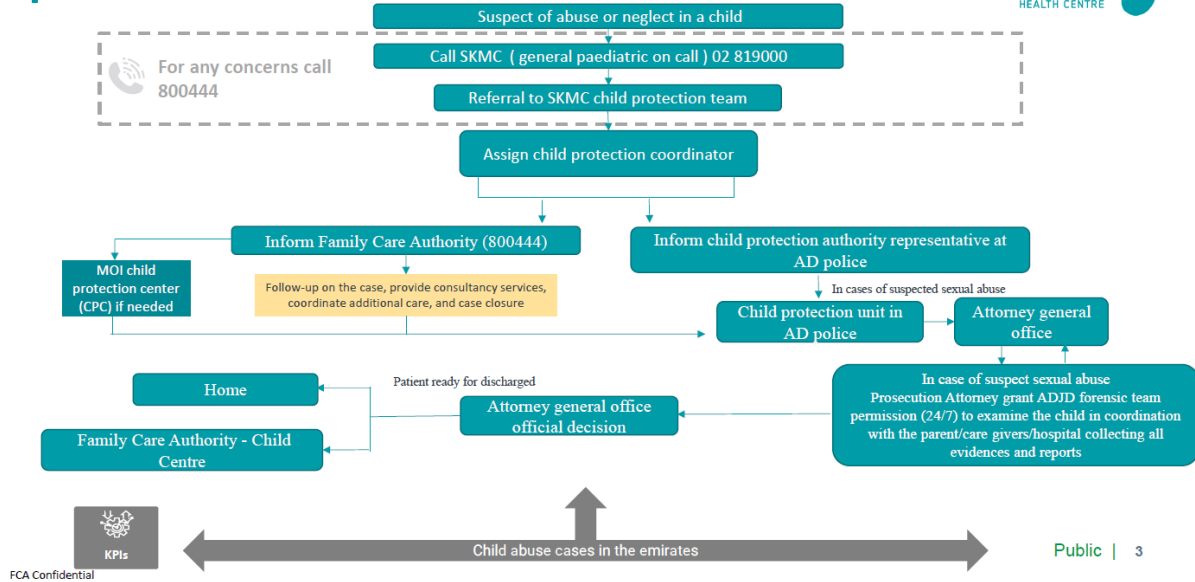 HEALTH CENTRE
Suspect of abuse or neglect in a child
For any concerns call
800444
Call SKMC ( general paediatric on call ) 02 819000
Referral to SKMC child protection team
Assign child protection coordinator
Inform Family Care Authority (800444)
Inform child protection authority representative at
AD police
MOI child
protection center
(CPC) if needed
Follow-up on the case, provide consultancy services,
coordinate additional care, and case closure
In cases of suspected sexual abuse
Child protection unit in
AD police
Attorney general
office
Home
Patient ready for discharged
Attorney general office
official decision
In case of suspect sexual abuse
Prosecution Attorney grant ADJD forensic team
permission (24/7) to examine the child in coordination
with the parent/care givers/hospital collecting all
evidences and reports
Family Care Authority - Child
Centre
KPIs
Child abuse cases in the emirates
Public | 3
FCA Confidential